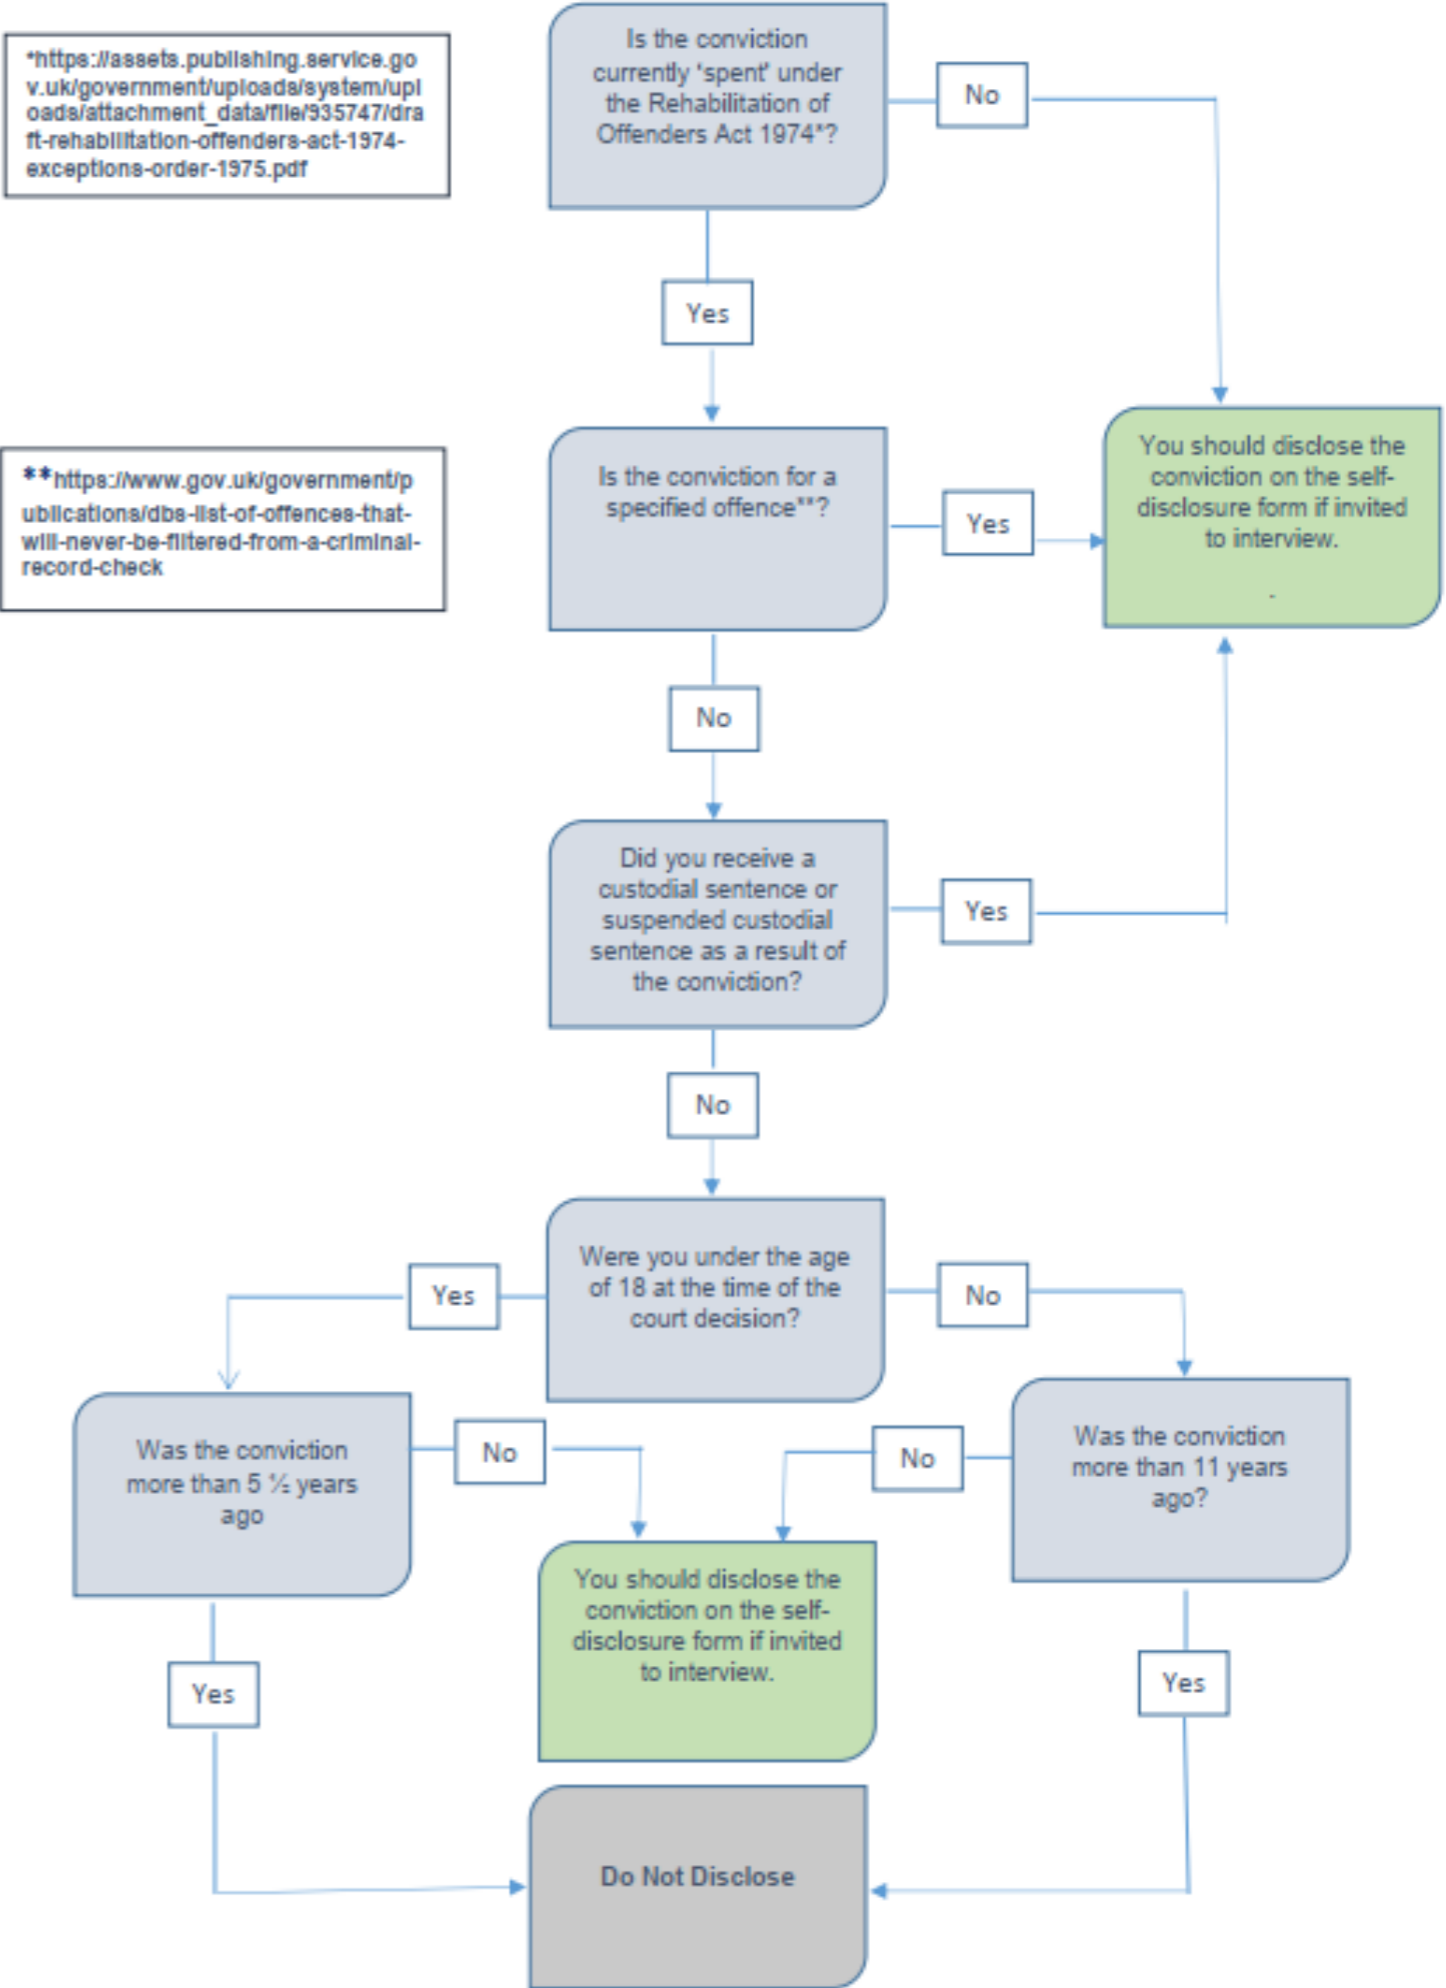 Is the conviction
currently 'spent' under
the Rehabilitation of
Offenders Act 1974*?
*https://assets.publishing.service.go
v.uk/government/uploads/system/upl
oads/attachment_data/file/935747/dra
ft-rehabilitation-offenders-act-1974-
exceptions-order-1975.pdf
No
Yes
You should disclose the
conviction on the self-
disclosure form if invited
to interview.
.
**https://www.gov.uk/government/p
ublications/dbs-list-of-offences-that-
will-never-be-filtered-from-a-criminal-
record-check
Is the conviction for a
specified offence**?
Yes
No
Did you receive a
custodial sentence or
suspended custodial
sentence as a result of
the conviction?
Yes
No
Were you under the age
of 18 at the time of the
court decision?
Yes
No
Was the conviction
more than 5 ½ years
ago
No
No
Was the conviction
more than 11 years
ago?
You should disclose the
conviction on the self-
disclosure form if invited
to interview.
Yes
Yes
Do Not Disclose